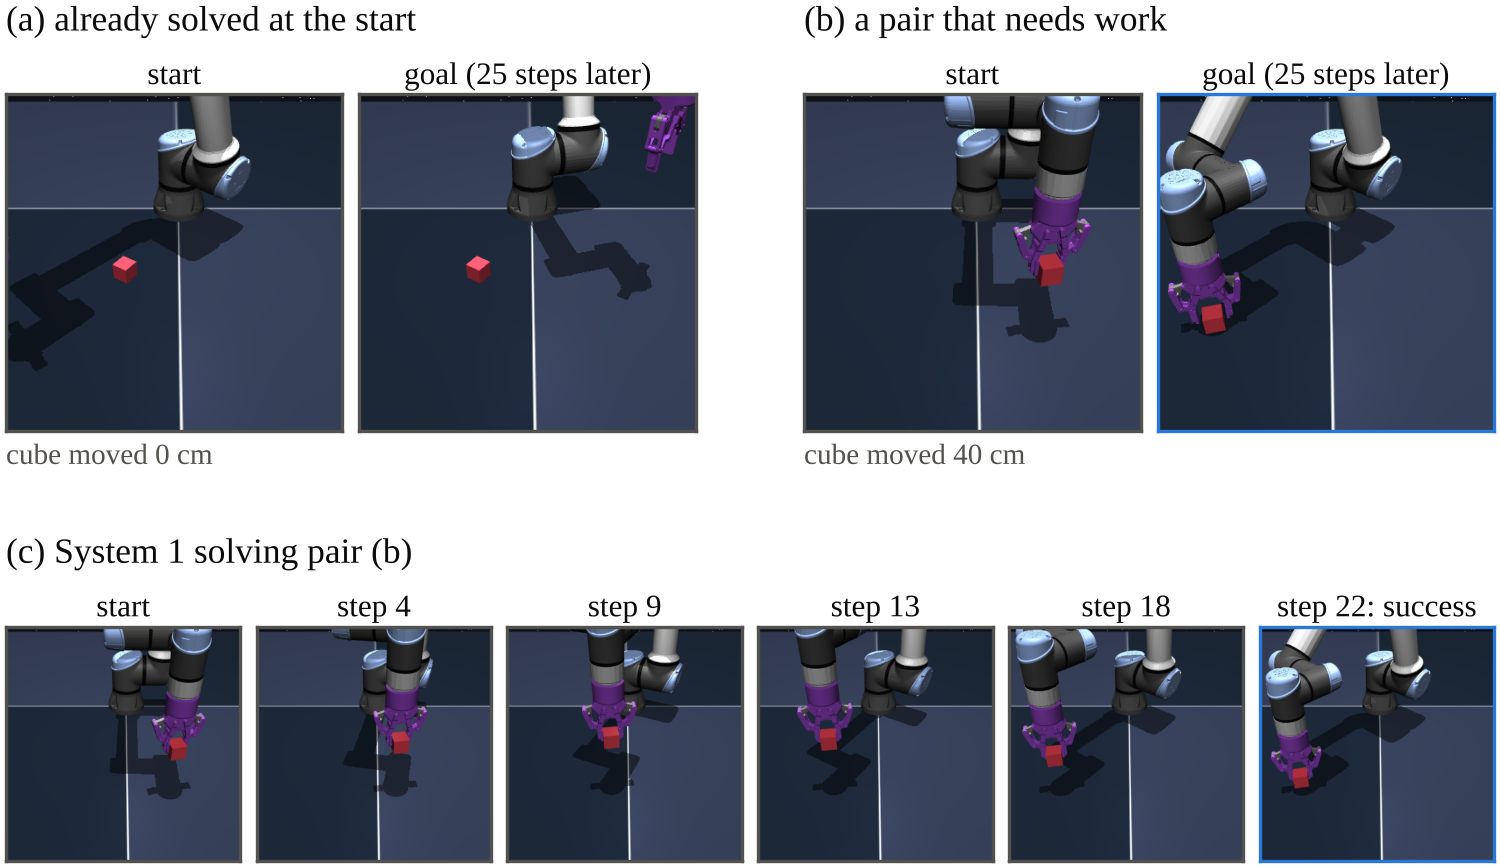 (a) already solved at the start
(b) a pair that needs work
start
goal (25 steps later)
start
goal (25 steps later)
cube moved 0 cm
cube moved 40 cm
(c) System 1 solving pair (b)
start
step 4
step 9
step 13
step 18
step 22: success